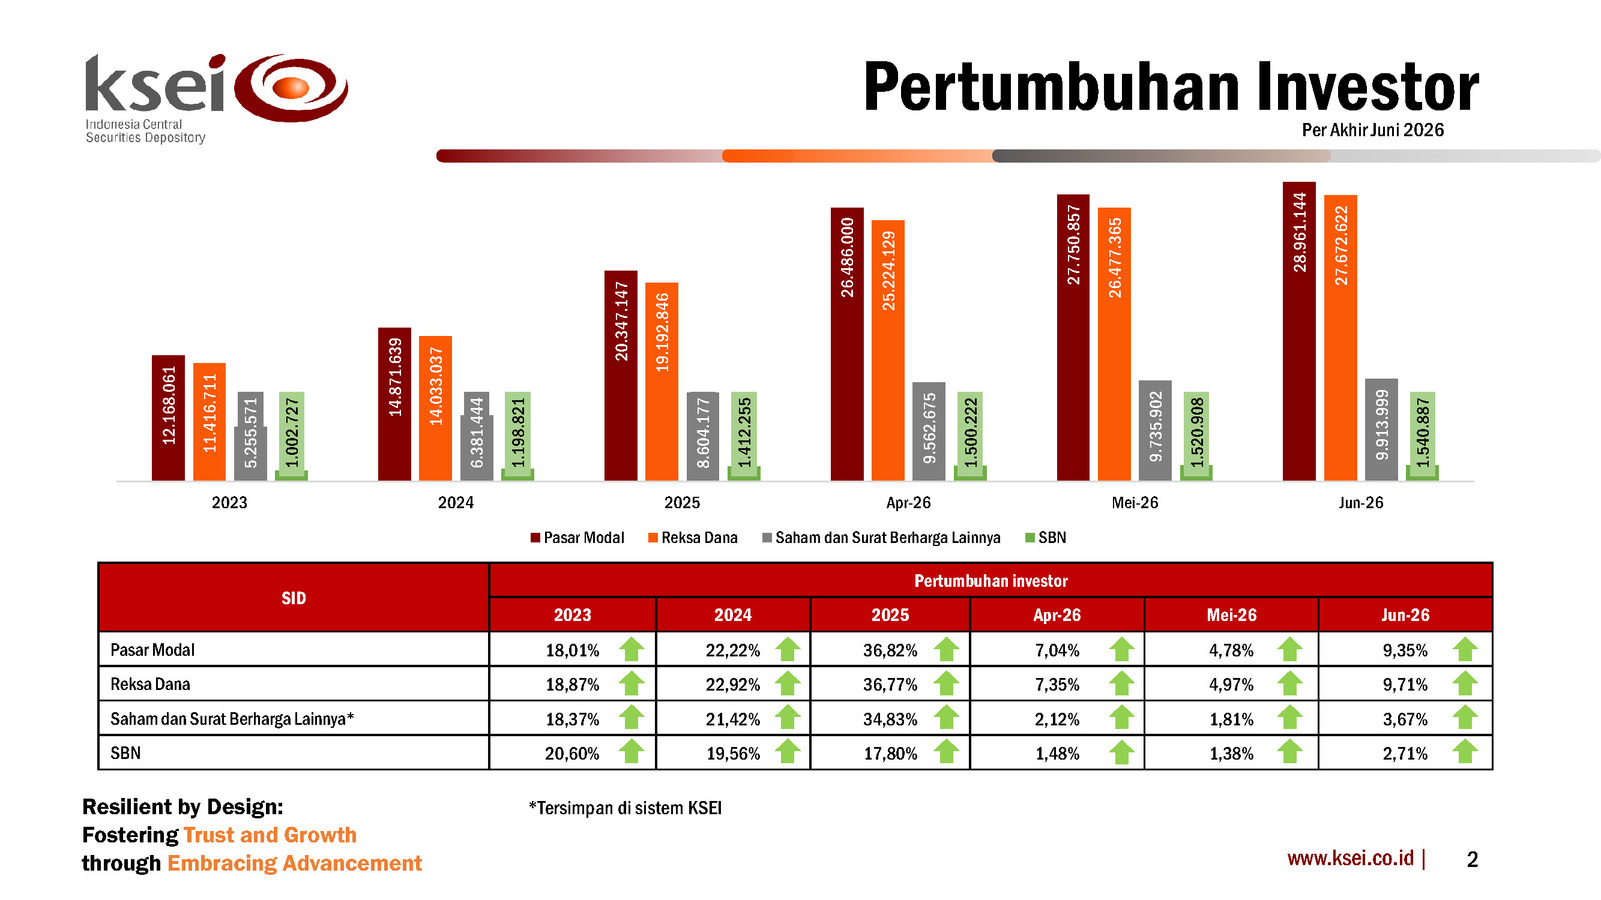 ksei
Indonesia Central
Securities Depository
Pertumbuhan Investor
Per Akhir Juni 2026
12.168.061
11.416.711
5.255.571
1.002.727
14.871.639
14.033.037
6.381.444
1.198.821
20.347.147
19.192.846
8.604.177
1.412.255
26.486.000
25.224.129
9.562.675
1.500.222
27.750.857
26.477.365
9.735.902
1.520.908
28.961.144
27.672.622
9.913.999
1.540.887
2023 2024 2025 Apr-26 Mei-26 Jun-26
Pasar Modal Reksa Dana Saham dan Surat Berharga Lainnya SBN
SID Pertumbuhan investor
2023 2024 2025 Apr-26 Mei-26 Jun-26
Pasar Modal 18,01% 22,22% 36,82% 7,04% 4,78% 9,35%
Reksa Dana 18,87% 22,92% 36,77% 7,35% 4,97% 9,71%
Saham dan Surat Berharga Lainnya* 18,37% 21,42% 34,83% 2,12% 1,81% 3,67%
SBN 20,60% 19,56% 17,80% 1,48% 1,38% 2,71%
Resilient by Design:
Fostering Trust and Growth
through Embracing Advancement
*Tersimpan di sistem KSEI
www.ksei.co.id | 2